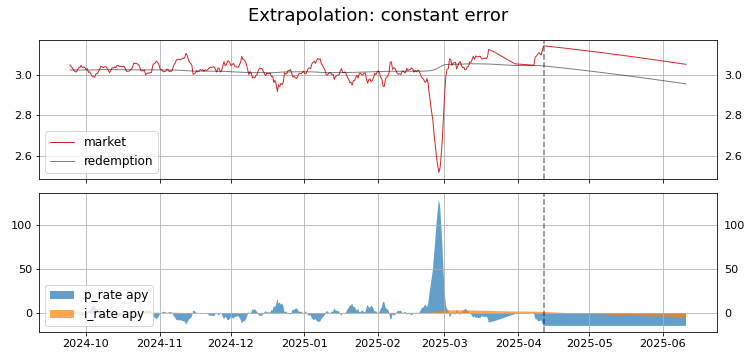 Extrapolation: constant error
3.0 3.0
2.8 2.8
2.6 2.6
market
redemption
100 100
50 50
0 0
p_rate apy
i_rate apy
2024-10 2024-11 2024-12 2025-01 2025-02 2025-03 2025-04 2025-05 2025-06